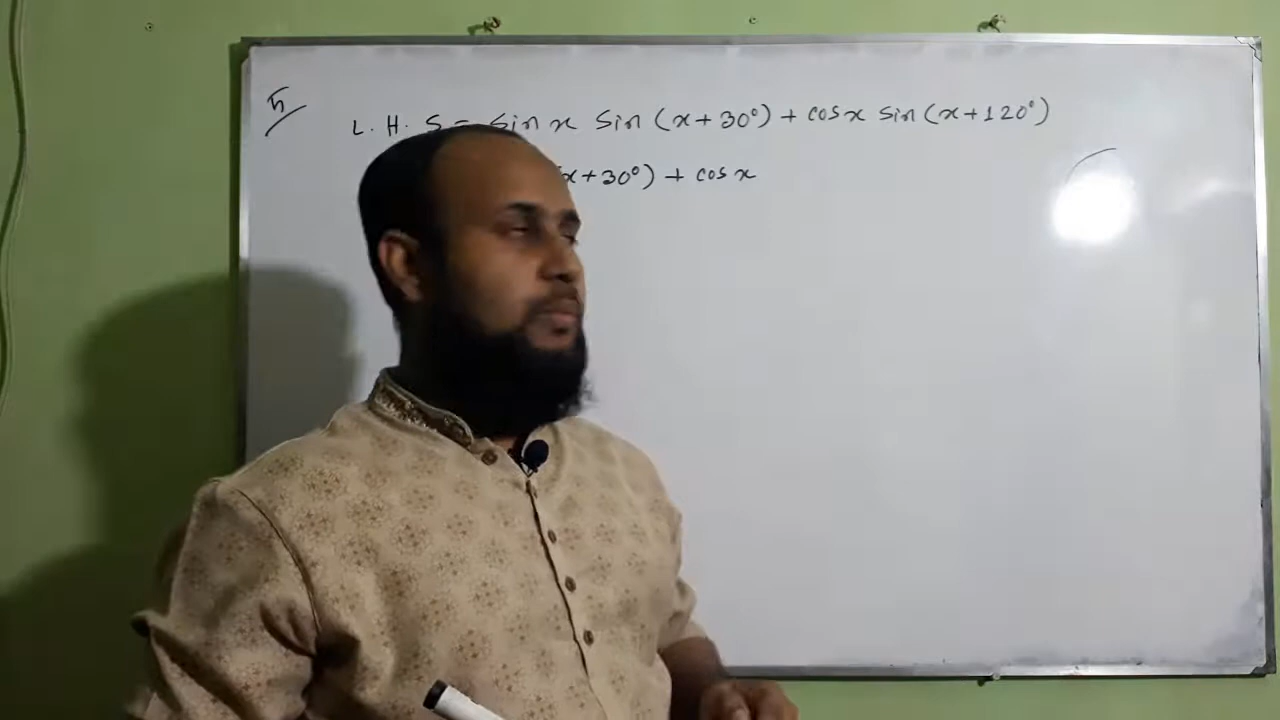 L. H. S = sin x sin (x+30°) + cos x sin (x+120°)
x+30°) + cos x